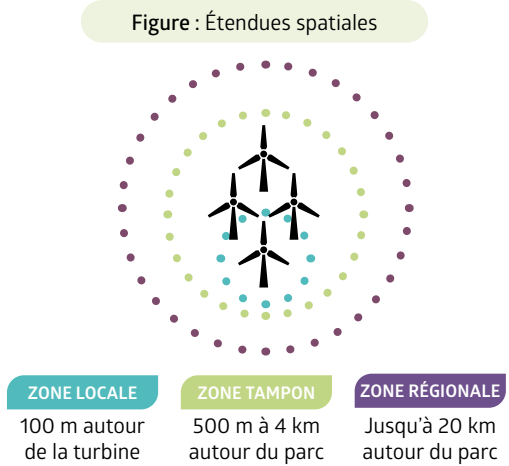 Figure : Étendues spatiales
ZONE LOCALE
100 m autour
de la turbine
ZONE TAMPON
500 m à 4 km
autour du parc
ZONE RÉGIONALE
Jusqu'à 20 km
autour du parc